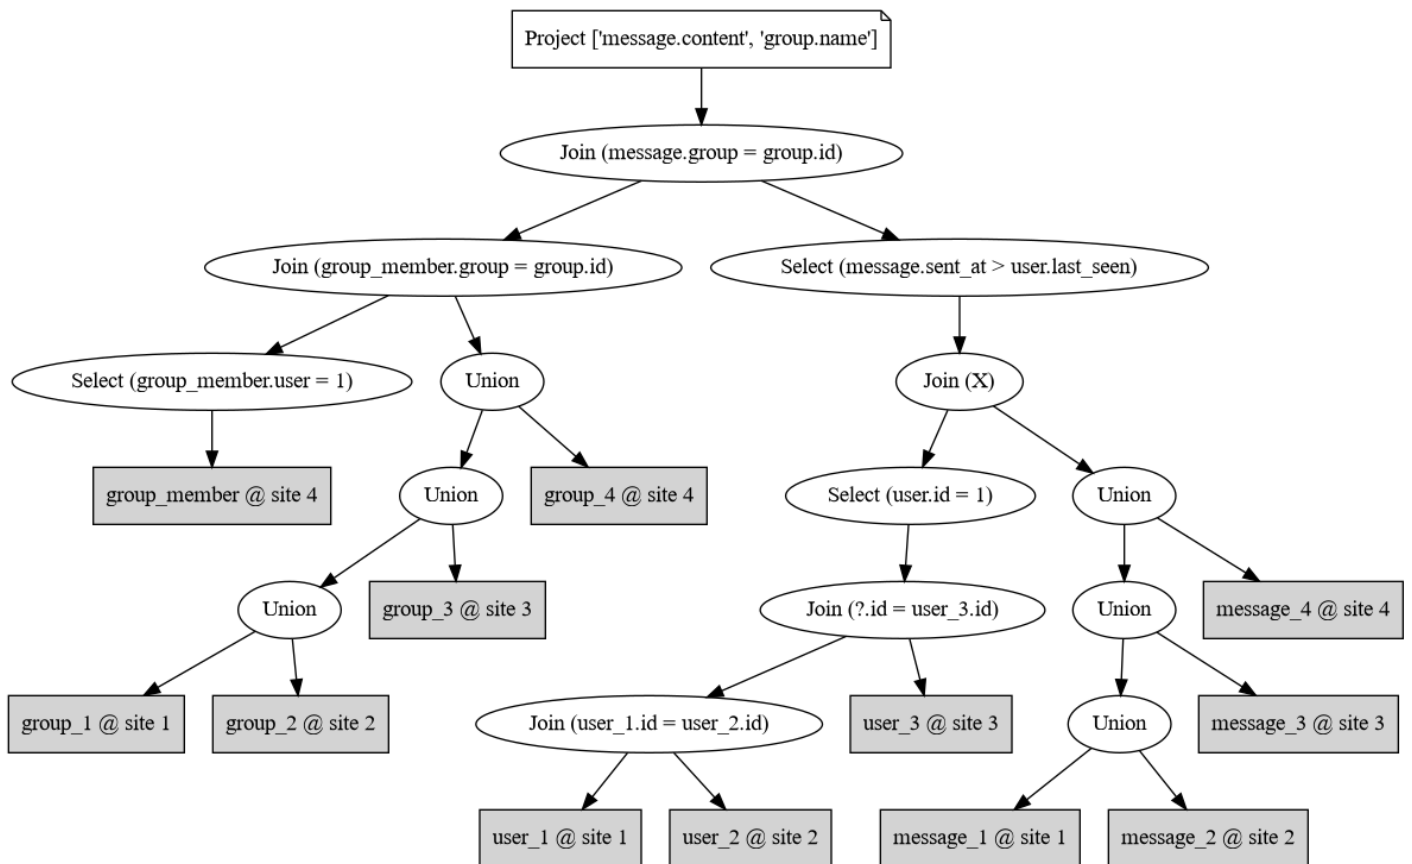 Project ['message.content', 'group.name']
Join (message.group = group.id)
Join (group_member.group = group.id)
Select (message.sent_at > user.last_seen)
Select (group_member.user = 1)
Union
Join (X)
group_member @ site 4
Union
group_4 @ site 4
Select (user.id = 1)
Union
Union
group_3 @ site 3
Join (?.id = user_3.id)
Union
message_4 @ site 4
group_1 @ site 1
group_2 @ site 2
Join (user_1.id = user_2.id)
user_3 @ site 3
Union
message_3 @ site 3
user_1 @ site 1
user_2 @ site 2
message_1 @ site 1
message_2 @ site 2